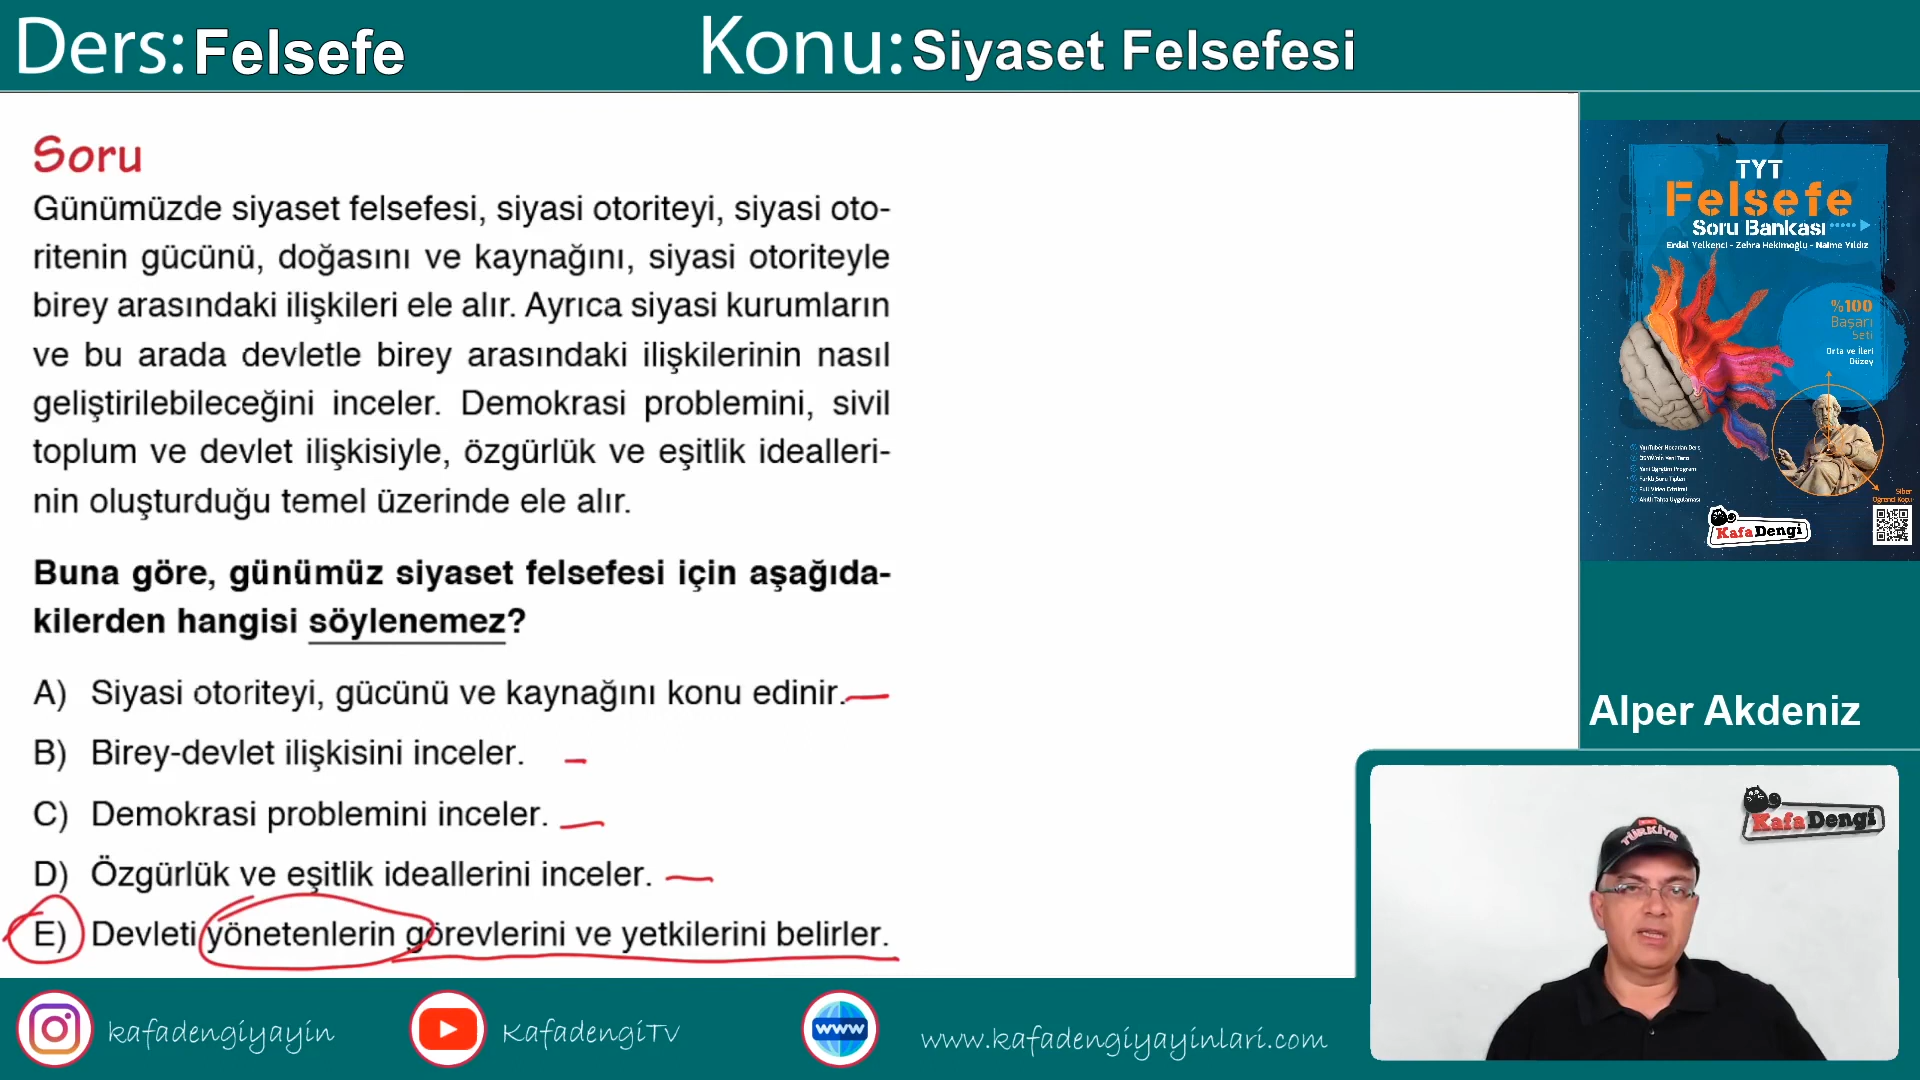 Ders: Felsefe
Konu: Siyaset Felsefesi
Soru
Günümüzde siyaset felsefesi, siyasi otoriteyi, siyasi oto-
ritenin gücünü, doğasını ve kaynağını, siyasi otoriteyle
birey arasındaki ilişkileri ele alır. Ayrıca siyasi kurumların
ve bu arada devletle birey arasındaki ilişkilerinin nasıl
geliştirilebileceğini inceler. Demokrasi problemini, sivil
toplum ve devlet ilişkisiyle, özgürlük ve eşitlik idealleri-
nin oluşturduğu temel üzerinde ele alır.
Buna göre, günümüz siyaset felsefesi için aşağıda-
kilerden hangisi söylenemez?
A) Siyasi otoriteyi, gücünü ve kaynağını konu edinir.
B) Birey-devlet ilişkisini inceler.
C) Demokrasi problemini inceler.
D) Özgürlük ve eşitlik ideallerini inceler.
E) Devleti yönetenlerin görevlerini ve yetkilerini belirler.
TYT
Felsefe
Soru Bankası
Erdal Yelkenci - Zehra Hekimoğlu - Naime Yıldız
%100
Başarı
Seti
Orta ve İleri
Düzey
KafaDengi
Alper Akdeniz
KafaDengi
TÜRKİYE
kafadengiyayin
KafadengiTv
www
www.kafadengiyayinlari.com